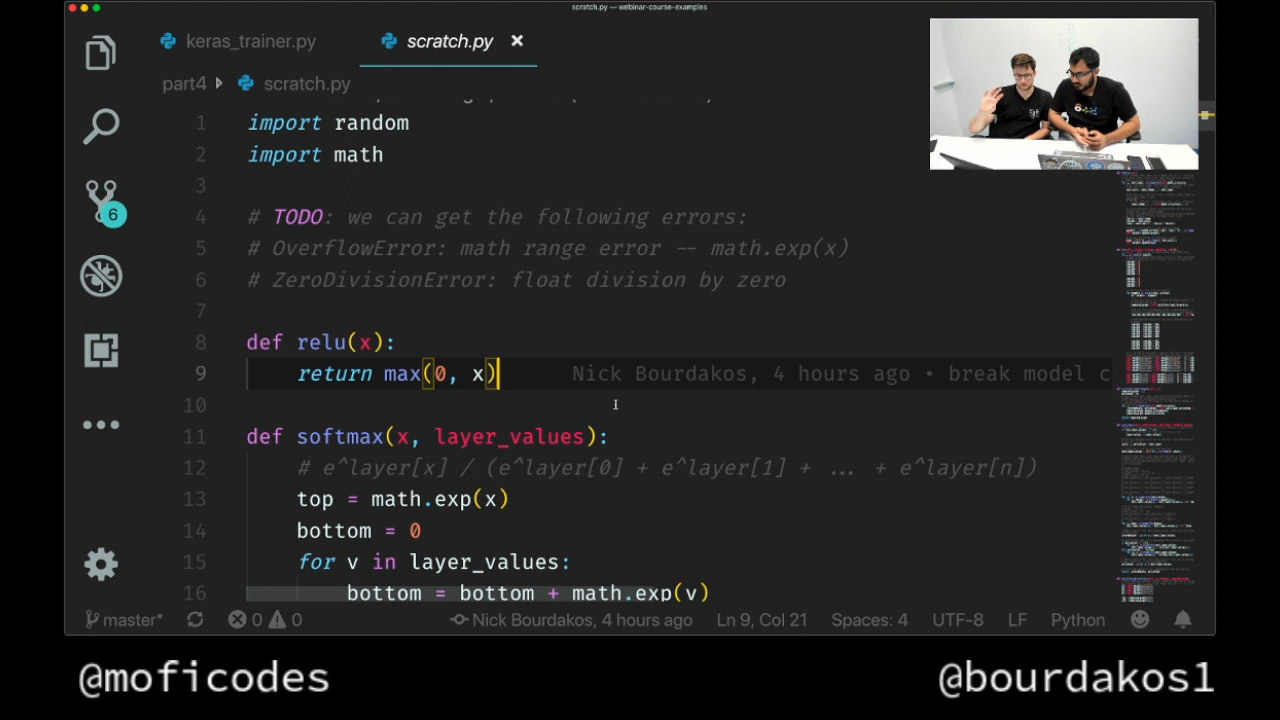 scratch.py — webinar-course-examples
keras_trainer.py
scratch.py
part4
scratch.py
1 import random
2 import math
3
4 # TODO: we can get the following errors:
5 # OverflowError: math range error -- math.exp(x)
6 # ZeroDivisionError: float division by zero
7
8 def relu(x):
9 return max(0, x) Nick Bourdakos, 4 hours ago • break model c
10
11 def softmax(x, layer_values):
12 # e^layer[x] / (e^layer[0] + e^layer[1] + ... + e^layer[n])
13 top = math.exp(x)
14 bottom = 0
15 for v in layer_values:
16 bottom = bottom + math.exp(v)
6
master* 0 0 Nick Bourdakos, 4 hours ago Ln 9, Col 21 Spaces: 4 UTF-8 LF Python
@moficodes
@bourdakos1